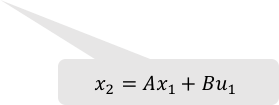 x₂ = Ax₁ + Bu₁